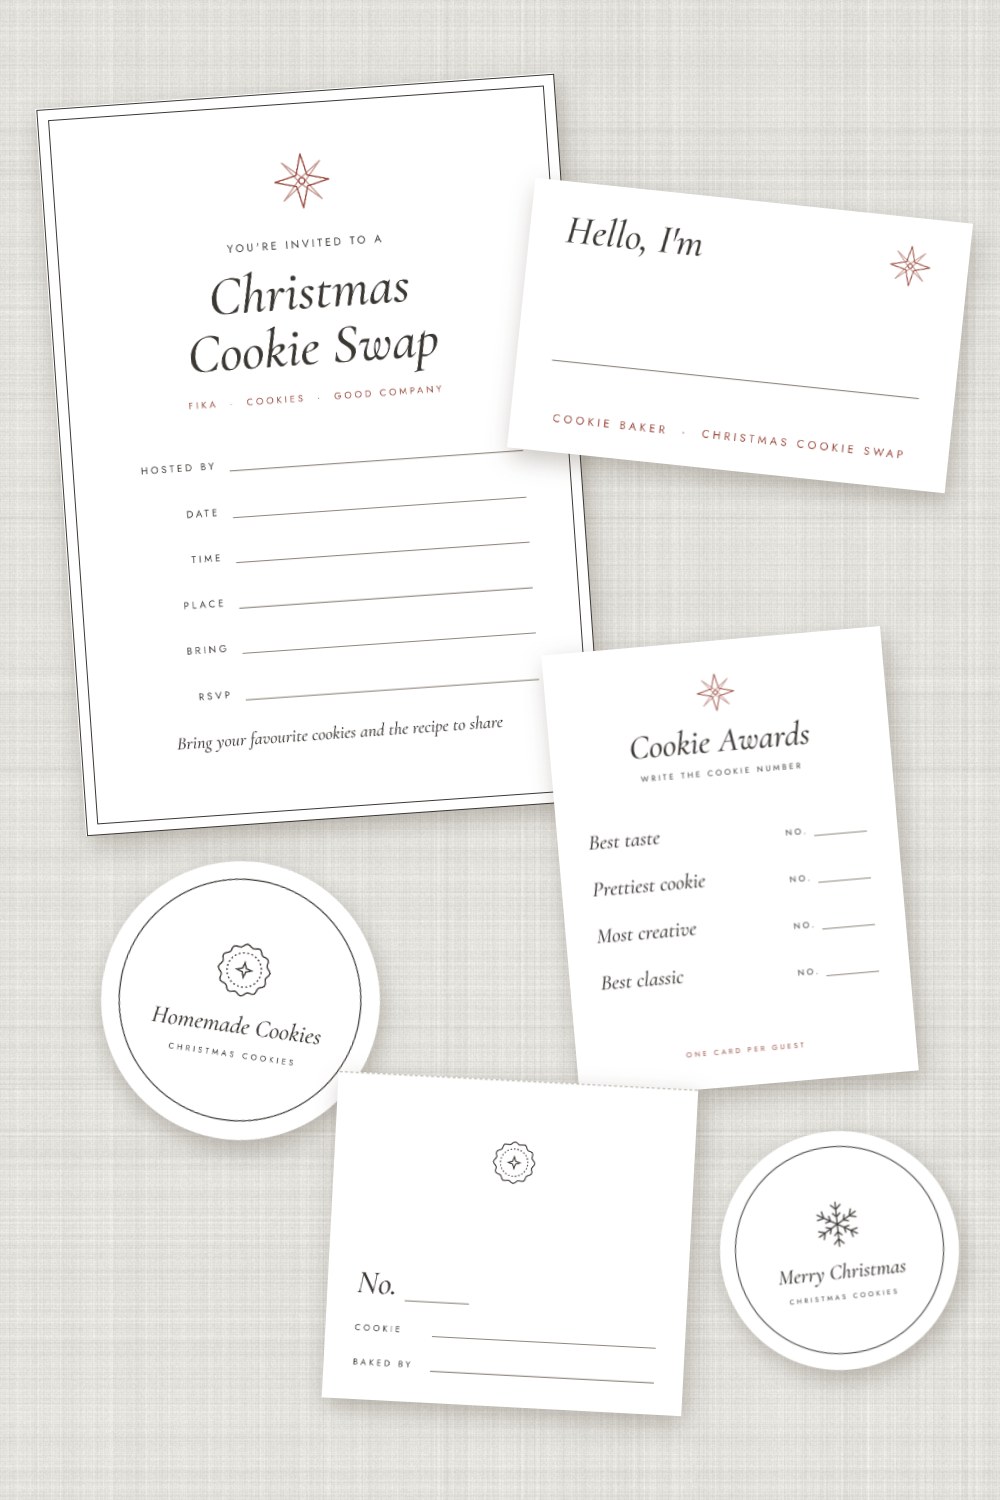 YOU'RE INVITED TO A
Christmas
Cookie Swap
FIKA · COOKIES · GOOD COMPANY
HOSTED BY
DATE
TIME
PLACE
BRING
RSVP
Bring your favourite cookies and the recipe to share
Hello, I'm
COOKIE BAKER · CHRISTMAS COOKIE SWAP
Cookie Awards
WRITE THE COOKIE NUMBER
Best taste NO.
Prettiest cookie NO.
Most creative NO.
Best classic NO.
ONE CARD PER GUEST
Homemade Cookies
CHRISTMAS COOKIES
No.
COOKIE
BAKED BY
Merry Christmas
CHRISTMAS COOKIES